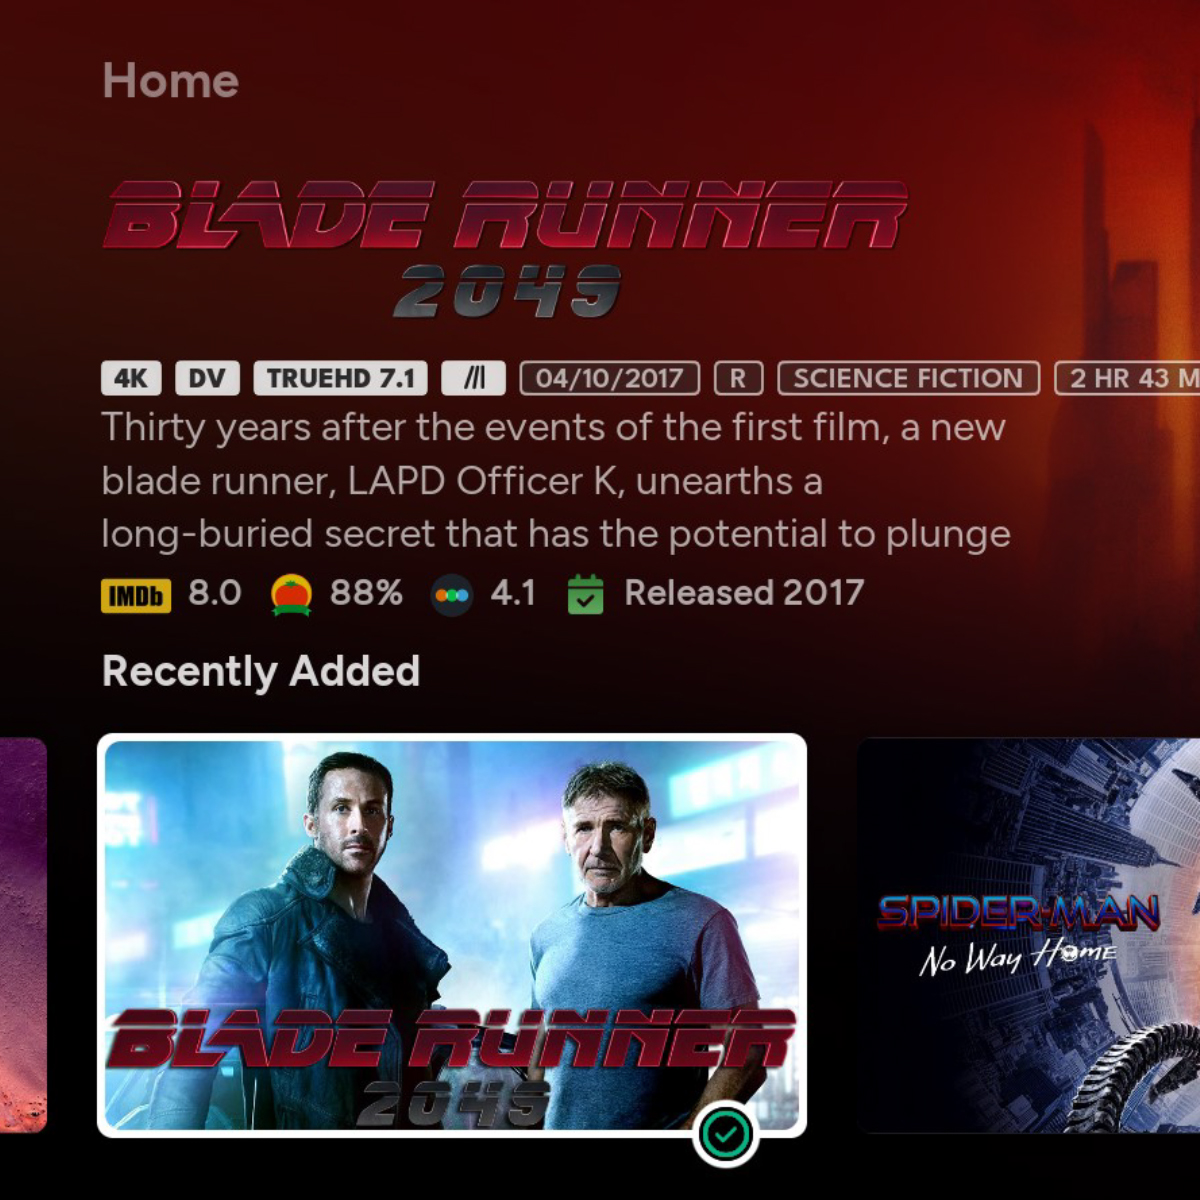 Home
BLADE RUNNER
2049
4K DV TRUEHD 7.1 /// 04/10/2017 R SCIENCE FICTION 2 HR 43 M
Thirty years after the events of the first film, a new
blade runner, LAPD Officer K, unearths a
long-buried secret that has the potential to plunge
IMDb 8.0 88% 4.1 Released 2017
Recently Added
BLADE RUNNER
2049
SPIDER-MAN
No Way Home